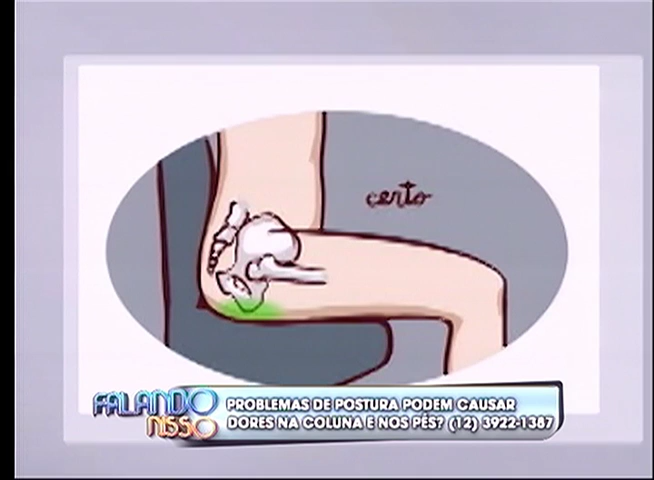 certo
FALANDO
NISSO
PROBLEMAS DE POSTURA PODEM CAUSAR
DORES NA COLUNA E NOS PÉS? (12) 3922-1387